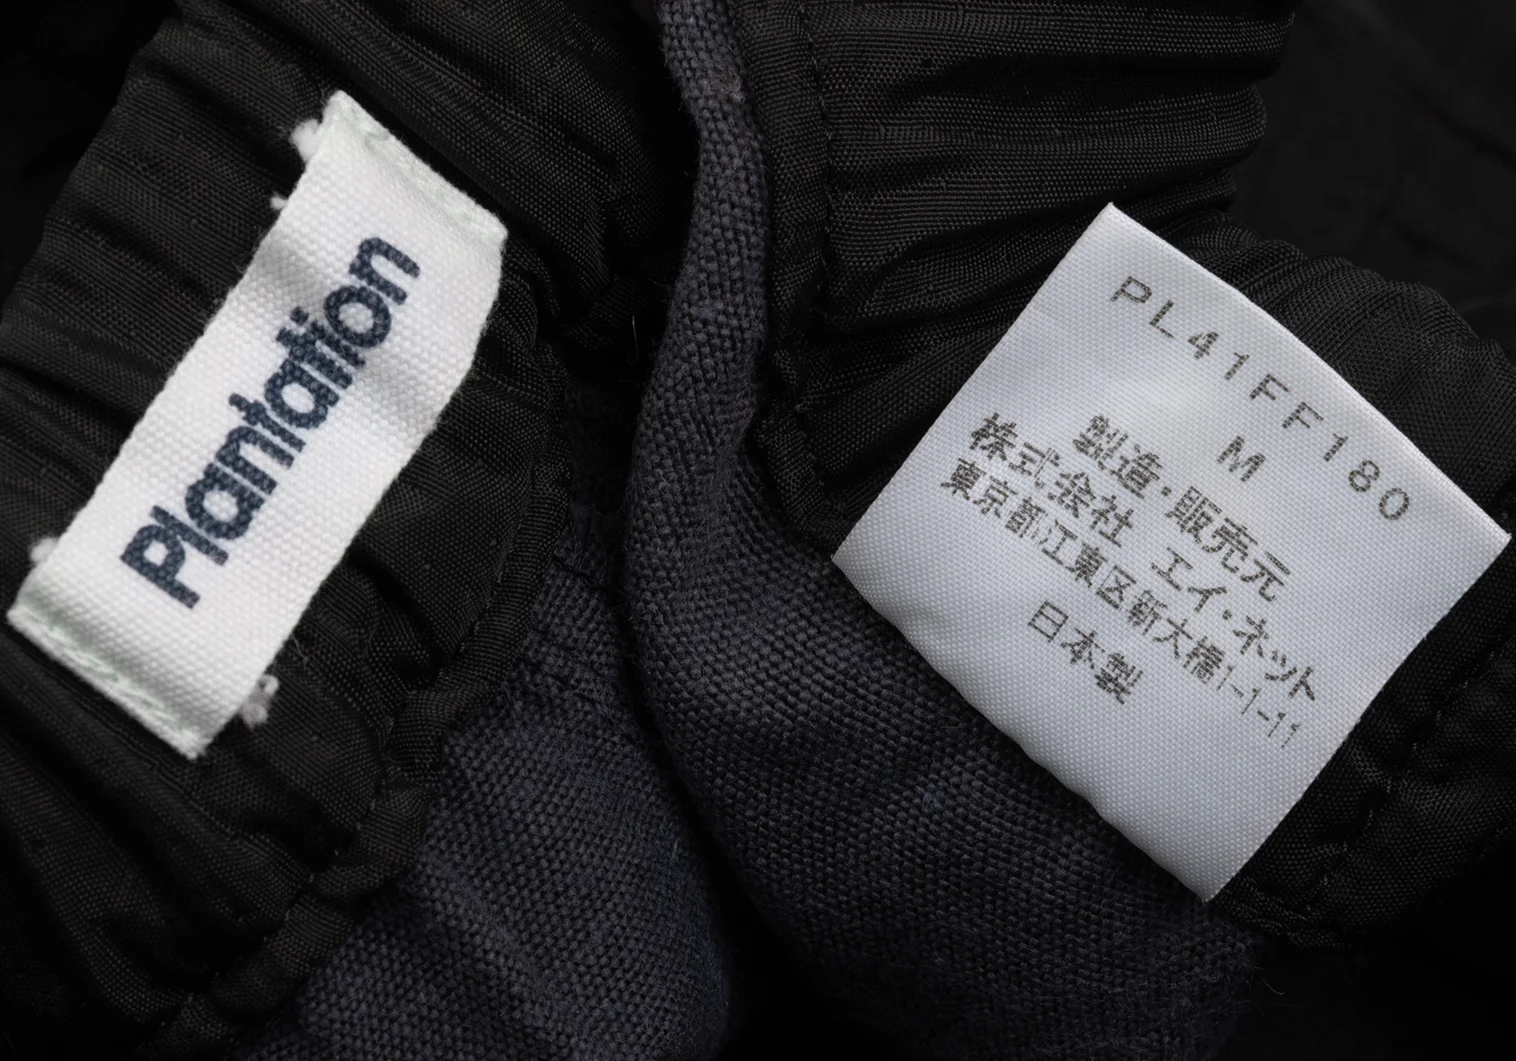 Plantation
PL41FF180
M
製造・販売元
株式会社 エイ・ネット
東京都江東区新大橋1-1-11
日本製